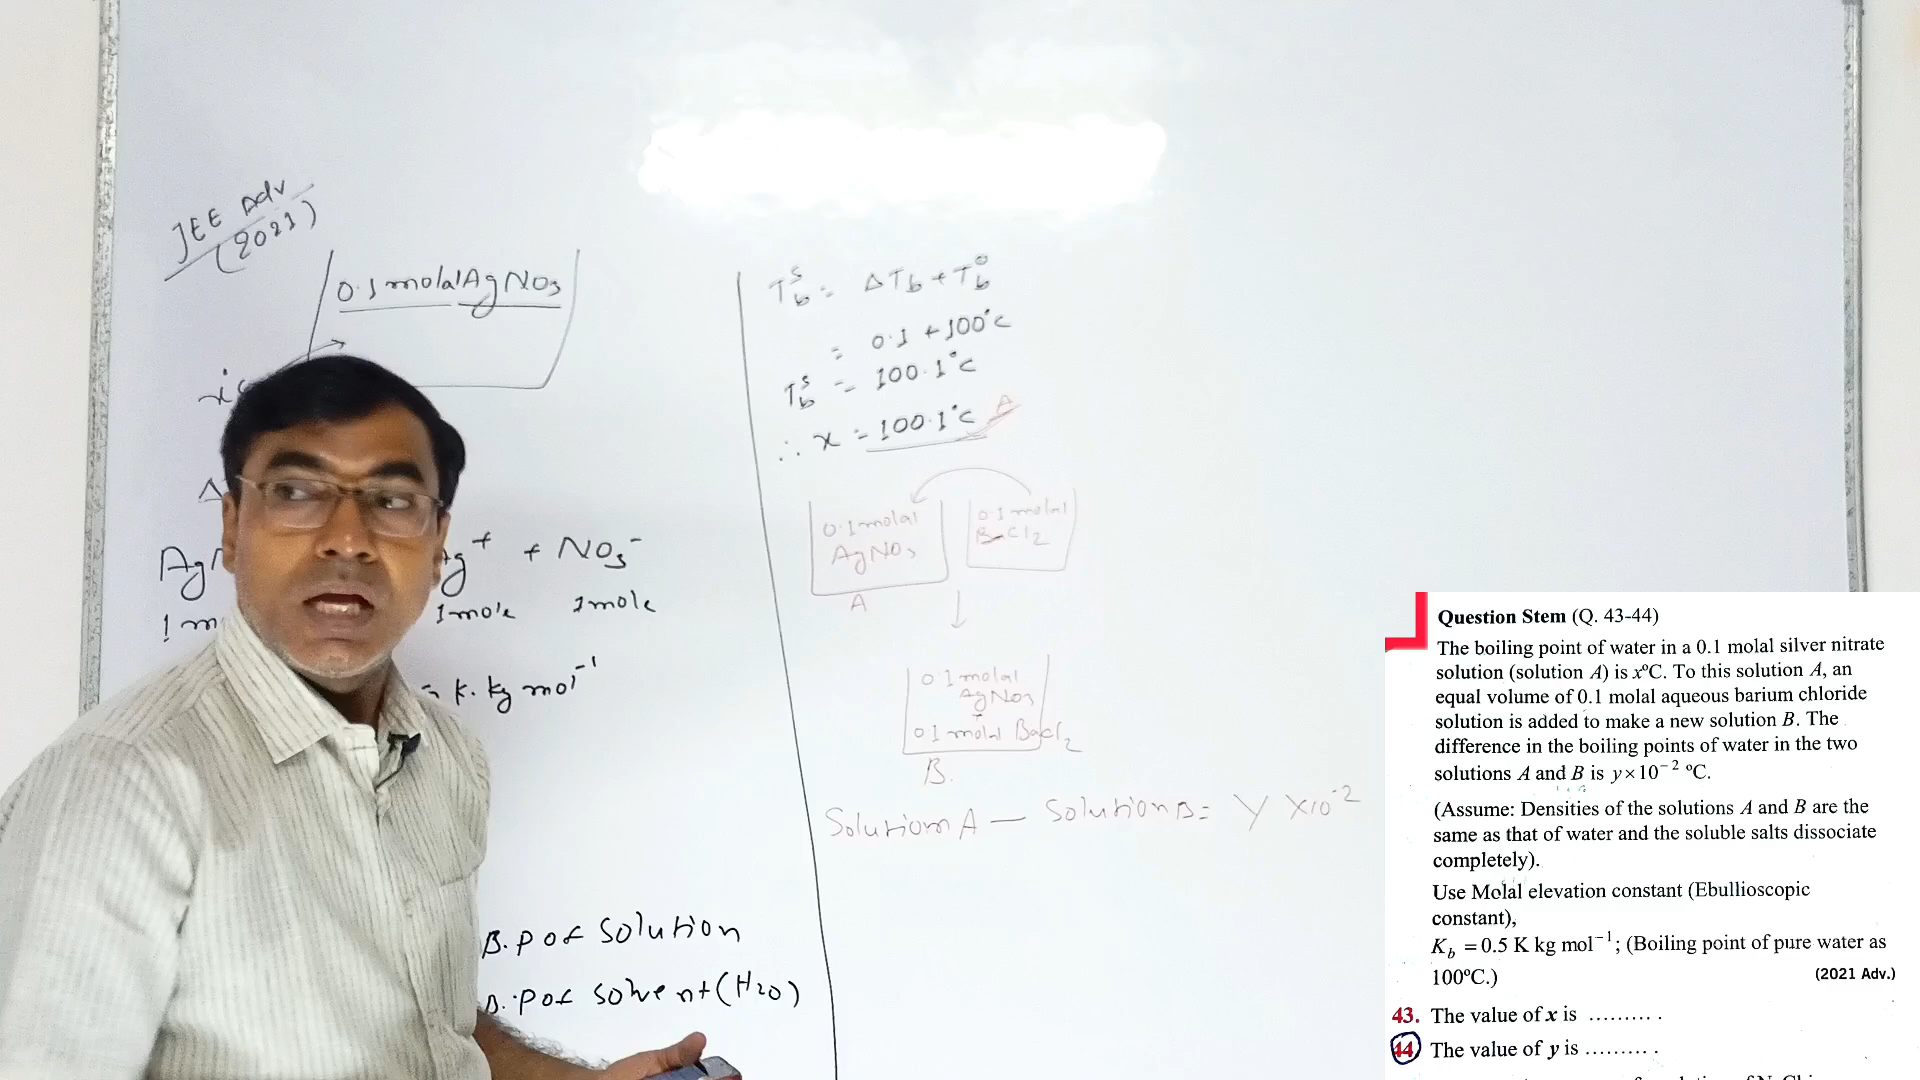 JEE Adv
(2021)
0.1 molal AgNO3
Ag+ + NO3-
1 mole 1 mole
= K. kg mol-1
B. P of Solution
B. P of Solvent (H2O)
Tbs = ΔTb + Tb0
= 0.1 + 100°C
Tbs = 100.1°C
∴ x = 100.1°C A
0.1 molal
AgNO3
A
0.1 molal
BaCl2
0.1 molal
AgNO3
+
0.1 molal BaCl2
B.
Solution A — Solution B = Y X10-2
Question Stem (Q. 43-44)
The boiling point of water in a 0.1 molal silver nitrate
solution (solution A) is x°C. To this solution A, an
equal volume of 0.1 molal aqueous barium chloride
solution is added to make a new solution B. The
difference in the boiling points of water in the two
solutions A and B is y×10−2 °C.
(Assume: Densities of the solutions A and B are the
same as that of water and the soluble salts dissociate
completely).
Use Molal elevation constant (Ebullioscopic
constant),
Kb = 0.5 K kg mol−1; (Boiling point of pure water as
100°C.) (2021 Adv.)
43. The value of x is ......... .
44 The value of y is ......... .